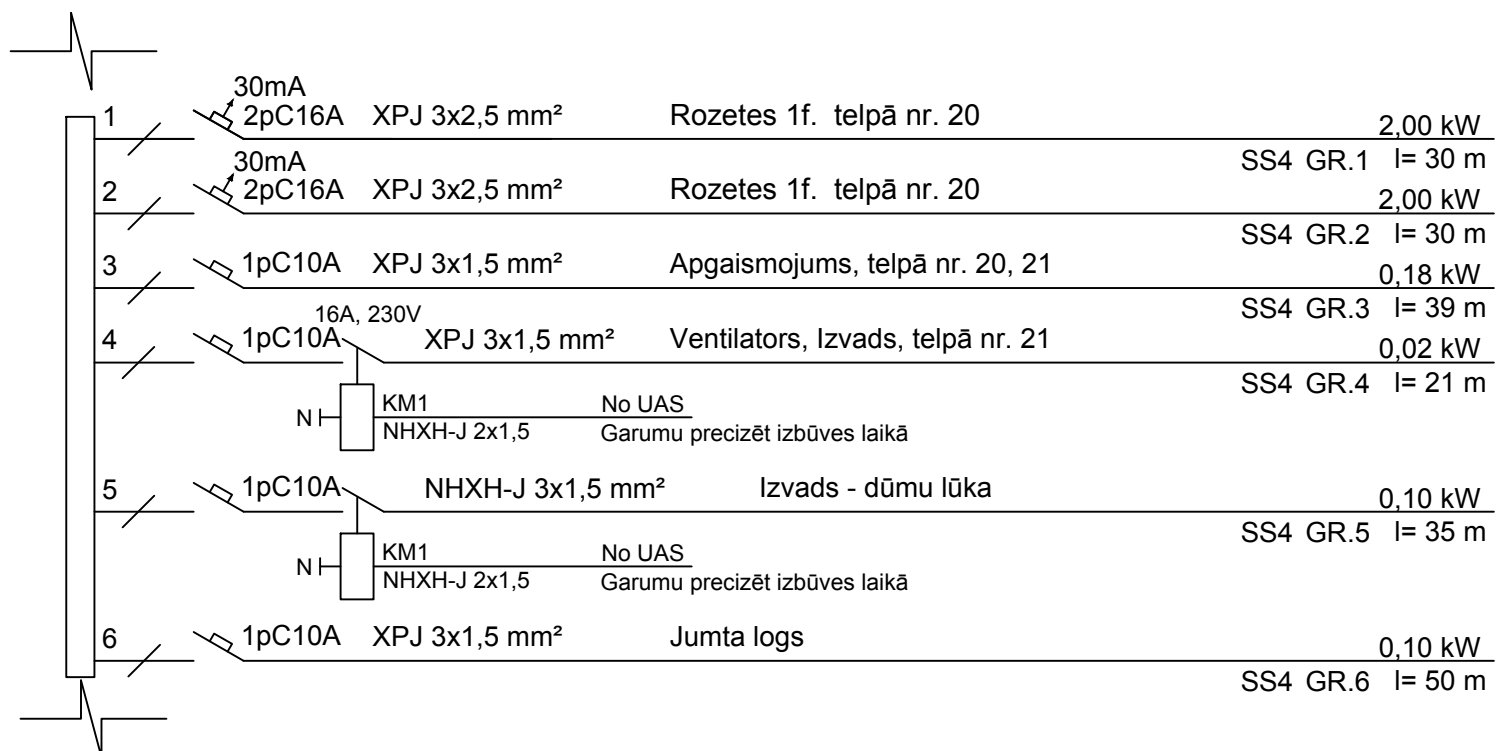 30mA
1 2pC16A XPJ 3x2,5 mm² Rozetes 1f. telpā nr. 20 2,00 kW
SS4 GR.1 l= 30 m
30mA
2 2pC16A XPJ 3x2,5 mm² Rozetes 1f. telpā nr. 20 2,00 kW
SS4 GR.2 l= 30 m
3 1pC10A XPJ 3x1,5 mm² Apgaismojums, telpā nr. 20, 21 0,18 kW
SS4 GR.3 l= 39 m
16A, 230V
4 1pC10A XPJ 3x1,5 mm² Ventilators, Izvads, telpā nr. 21 0,02 kW
SS4 GR.4 l= 21 m
KM1 No UAS
N
NHXH-J 2x1,5 Garumu precizēt izbūves laikā
5 1pC10A NHXH-J 3x1,5 mm² Izvads - dūmu lūka 0,10 kW
SS4 GR.5 l= 35 m
KM1 No UAS
N
NHXH-J 2x1,5 Garumu precizēt izbūves laikā
6 1pC10A XPJ 3x1,5 mm² Jumta logs 0,10 kW
SS4 GR.6 l= 50 m